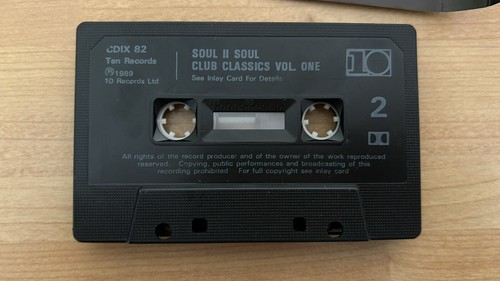 CDIX 82
Ten Records
℗1989
10 Records Ltd
SOUL II SOUL
CLUB CLASSICS VOL. ONE
See Inlay Card For Details
10
2
All rights of the record producer and of the owner of the work reproduced
reserved. Copying, public performances and broadcasting of this
recording prohibited For full copyright see inlay card